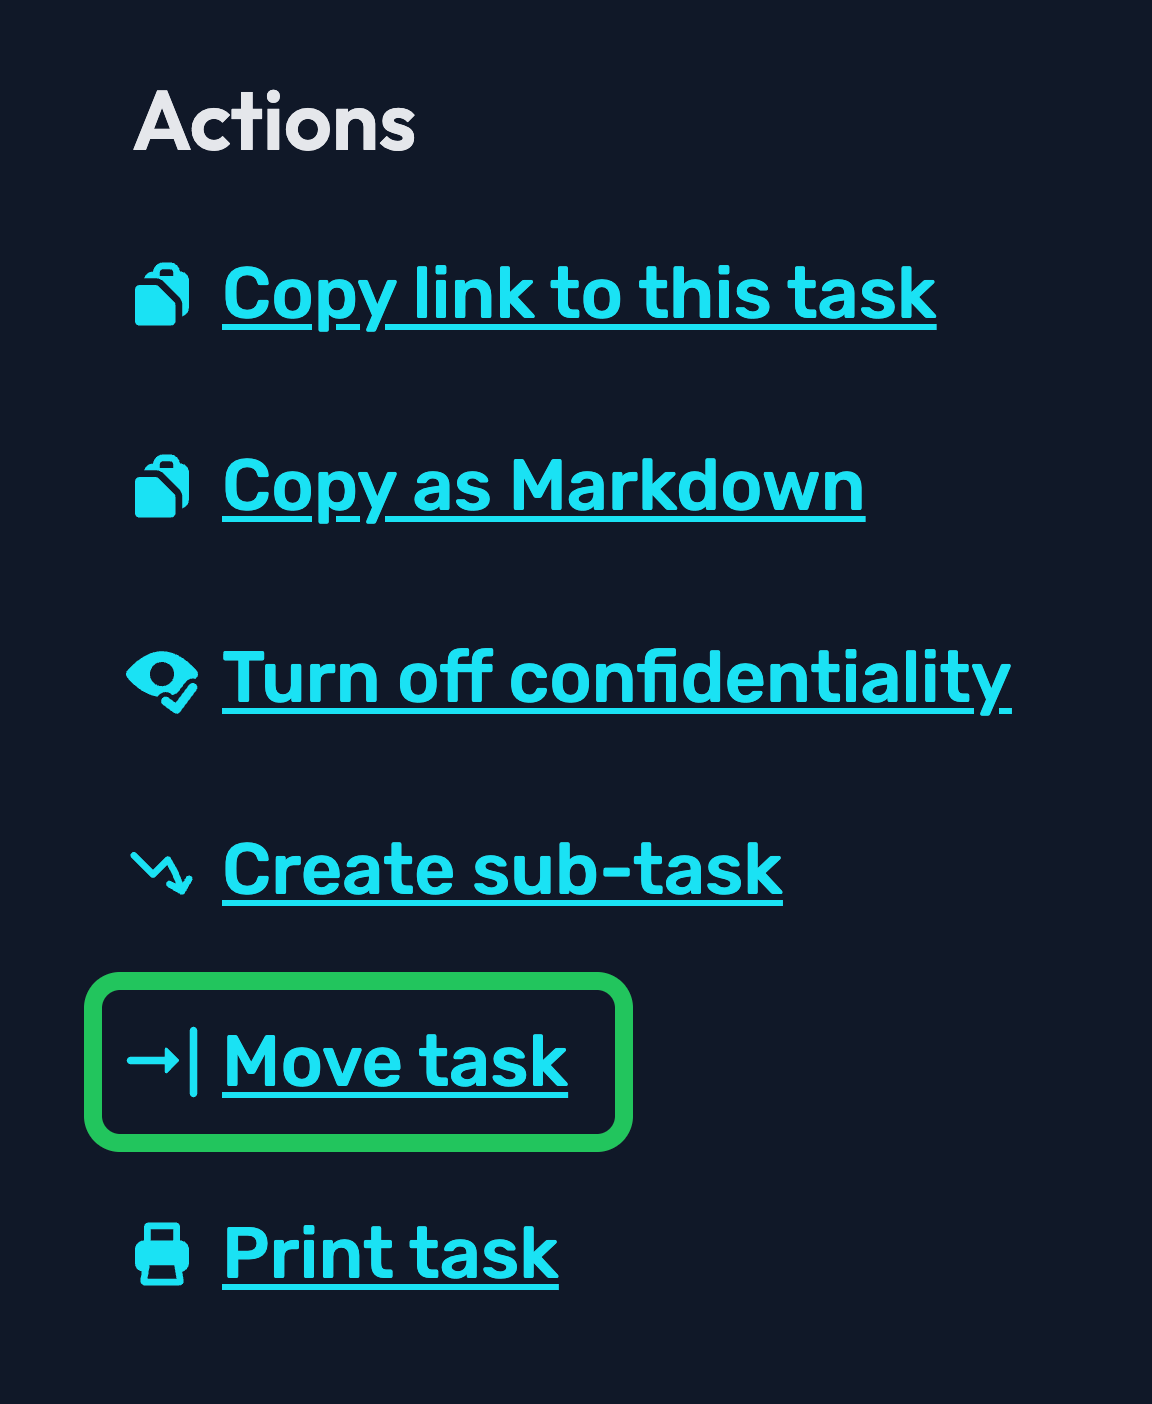 Actions
Copy link to this task
Copy as Markdown
Turn off confidentiality
Create sub-task
Move task
Print task